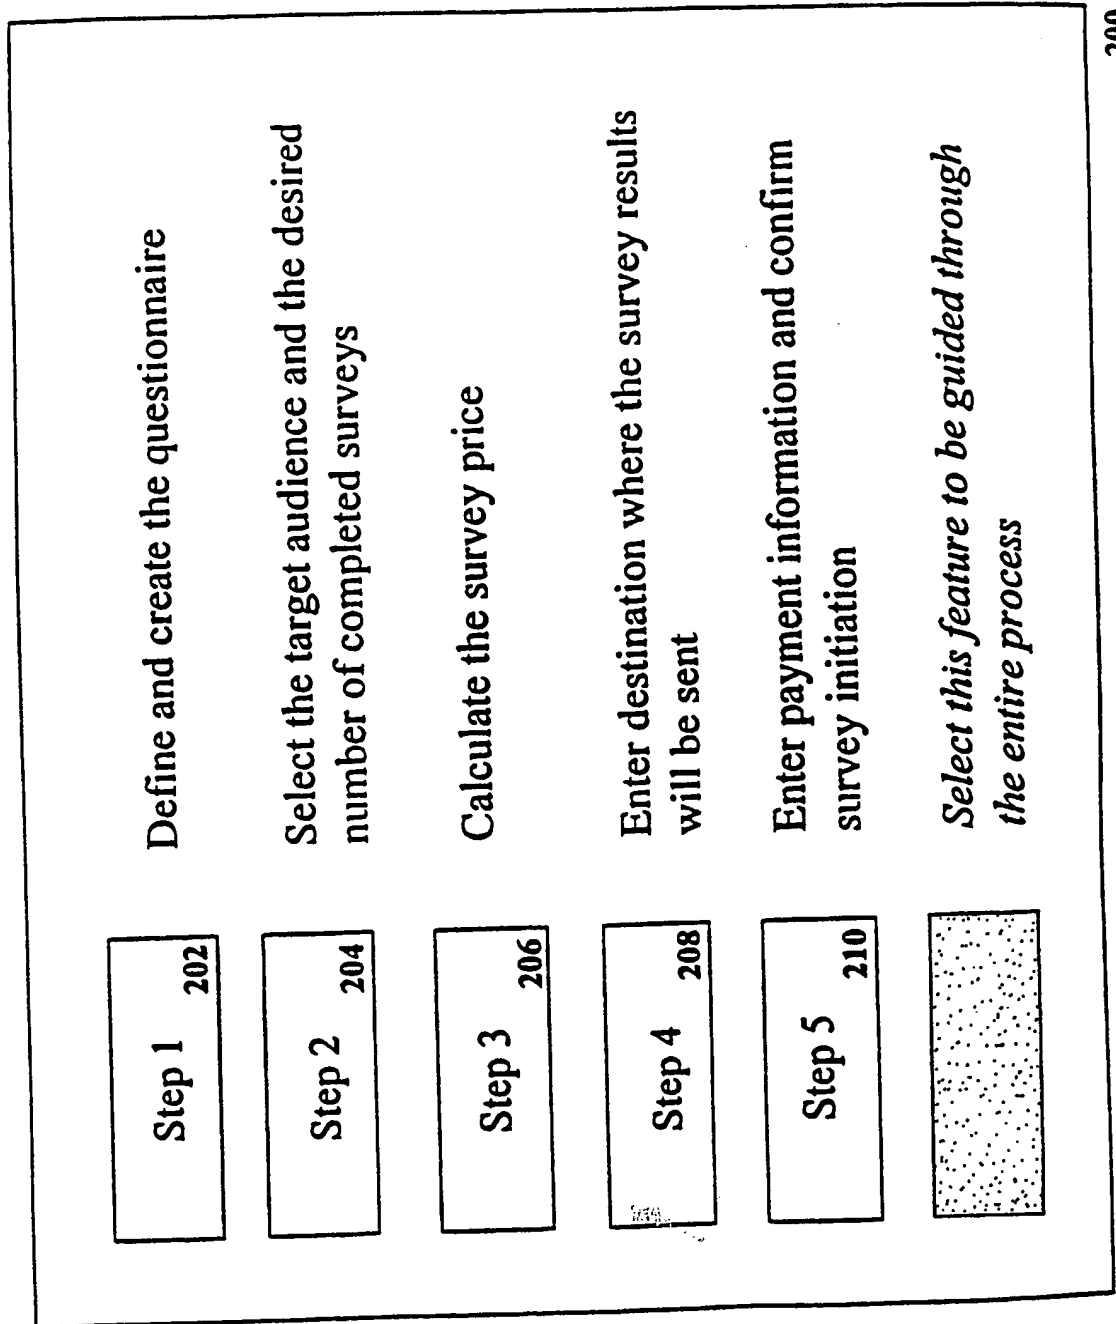 Step 1
202
Define and create the questionnaire
Step 2
204
Select the target audience and the desired
number of completed surveys
Step 3
206
Calculate the survey price
Step 4
208
Enter destination where the survey results
will be sent
Step 5
210
Enter payment information and confirm
survey initiation
Select this feature to be guided through
the entire process
200